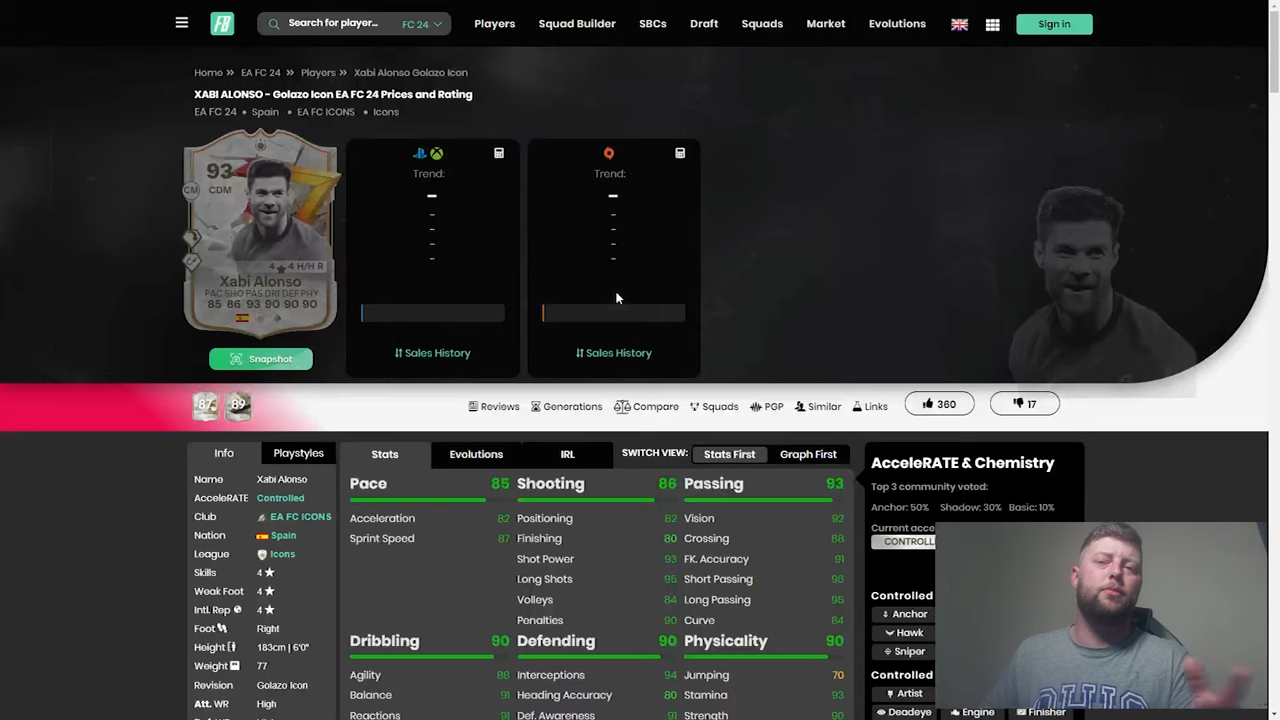 Search for player... FC 24 Players Squad Builder SBCs Draft Squads Market Evolutions Sign in
Home » EA FC 24 » Players » Xabi Alonso Golazo Icon
XABI ALONSO - Golazo Icon EA FC 24 Prices and Rating
EA FC 24 • Spain • EA FC ICONS • Icons
93
CDM
CM
4★ 4 H/H R
Xabi Alonso
PAC SHO PAS DRI DEF PHY
85 86 93 90 90 90
Snapshot
Trend:
Sales History
Trend:
Sales History
87 89
Reviews Generations Compare Squads PGP Similar Links 360 17
Info Playstyles
Name Xabi Alonso
AcceleRATE Controlled
Club EA FC ICONS
Nation Spain
League Icons
Skills 4★
Weak Foot 4★
Intl. Rep 4★
Foot Right
Height 183cm | 6'0"
Weight 77
Revision Golazo Icon
Att. WR High
Stats Evolutions IRL SWITCH VIEW: Stats First Graph First
Pace 85
Acceleration 82
Sprint Speed 87
Shooting 86
Positioning 82
Finishing 80
Shot Power 93
Long Shots 95
Volleys 84
Penalties 90
Passing 93
Vision 92
Crossing 88
FK. Accuracy 91
Short Passing 96
Long Passing 95
Curve 84
Dribbling 90
Agility 88
Balance 91
Reactions 91
Defending 90
Interceptions 94
Heading Accuracy 80
Def. Awareness 91
Physicality 90
Jumping 70
Stamina 93
Strength 90
AcceleRATE & Chemistry
Top 3 community voted:
Anchor: 50% Shadow: 30% Basic: 10%
Current acce
CONTROLL
Controlled
Anchor
Hawk
Sniper
Controlled
Artist
Deadeye Engine Finisher
OHIO